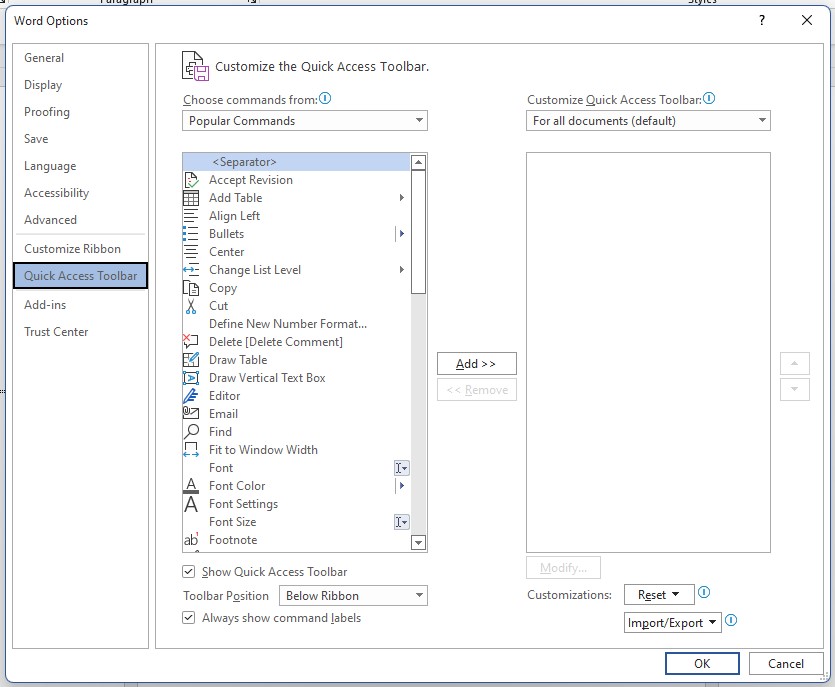 Paragraph
Styles
Word Options
?
General
Display
Proofing
Save
Language
Accessibility
Advanced
Customize Ribbon
Quick Access Toolbar
Add-ins
Trust Center
Customize the Quick Access Toolbar.
Choose commands from:
Popular Commands
<Separator>
Accept Revision
Add Table
Align Left
Bullets
Center
Change List Level
Copy
Cut
Define New Number Format...
Delete [Delete Comment]
Draw Table
Draw Vertical Text Box
Editor
Email
Find
Fit to Window Width
Font
Font Color
Font Settings
Font Size
Footnote
Show Quick Access Toolbar
Toolbar Position Below Ribbon
Always show command labels
Add >>
<< Remove
Customize Quick Access Toolbar:
For all documents (default)
Modify...
Customizations: Reset
Import/Export
OK Cancel